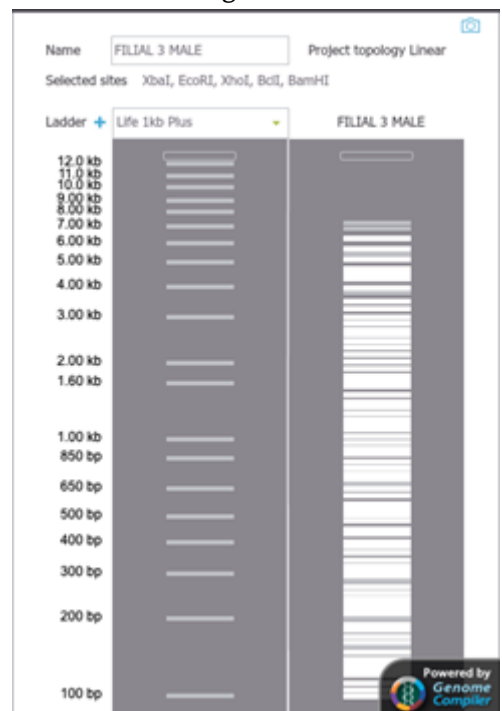 Name FILIAL 3 MALE Project topology Linear
Selected sites XbaI, EcoRI, XhoI, BclI, BamHI
Ladder + Life 1kb Plus FILIAL 3 MALE
12.0 kb
11.0 kb
10.0 kb
9.00 kb
8.00 kb
7.00 kb
6.00 kb
5.00 kb
4.00 kb
3.00 kb
2.00 kb
1.60 kb
1.00 kb
850 bp
650 bp
500 bp
400 bp
300 bp
200 bp
100 bp
Powered by
Genome
Compiler